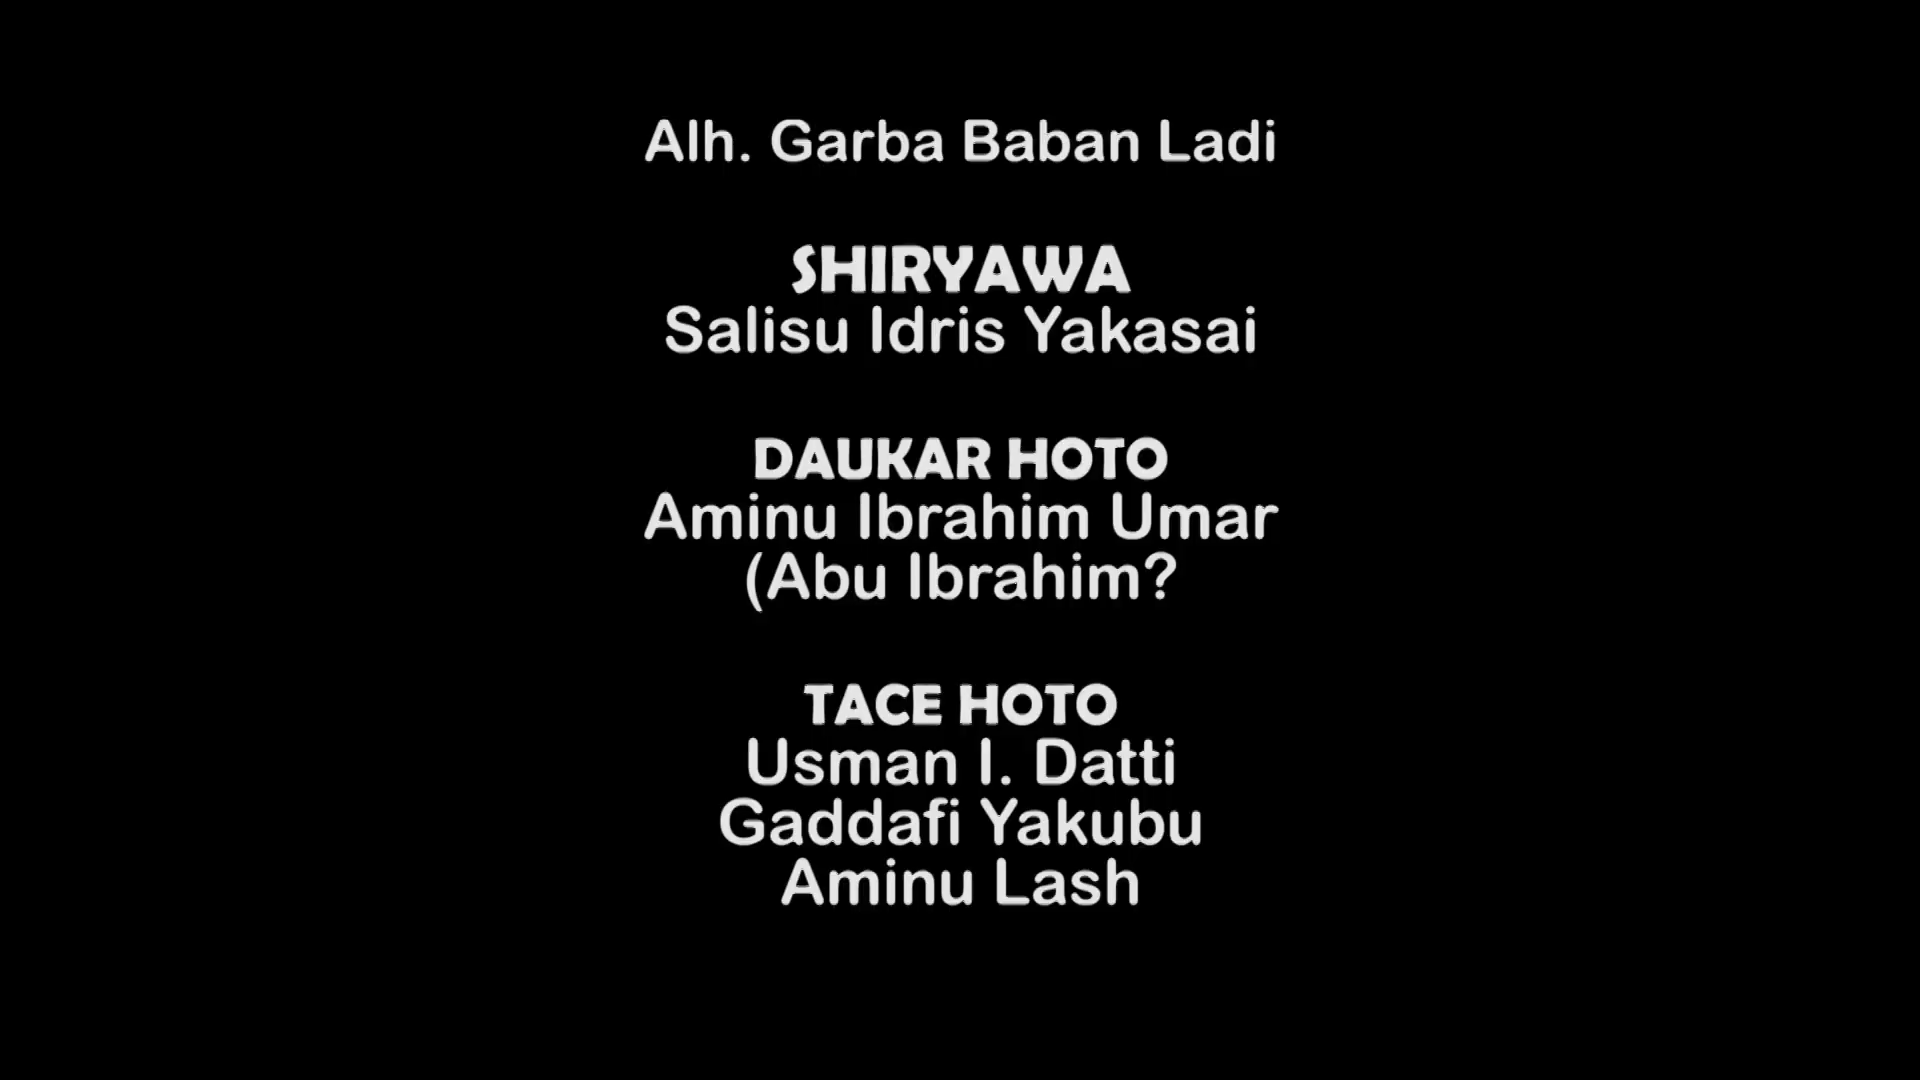 Alh. Garba Baban Ladi
SHIRYAWA
Salisu Idris Yakasai
DAUKAR HOTO
Aminu Ibrahim Umar
(Abu Ibrahim?
TACE HOTO
Usman I. Datti
Gaddafi Yakubu
Aminu Lash